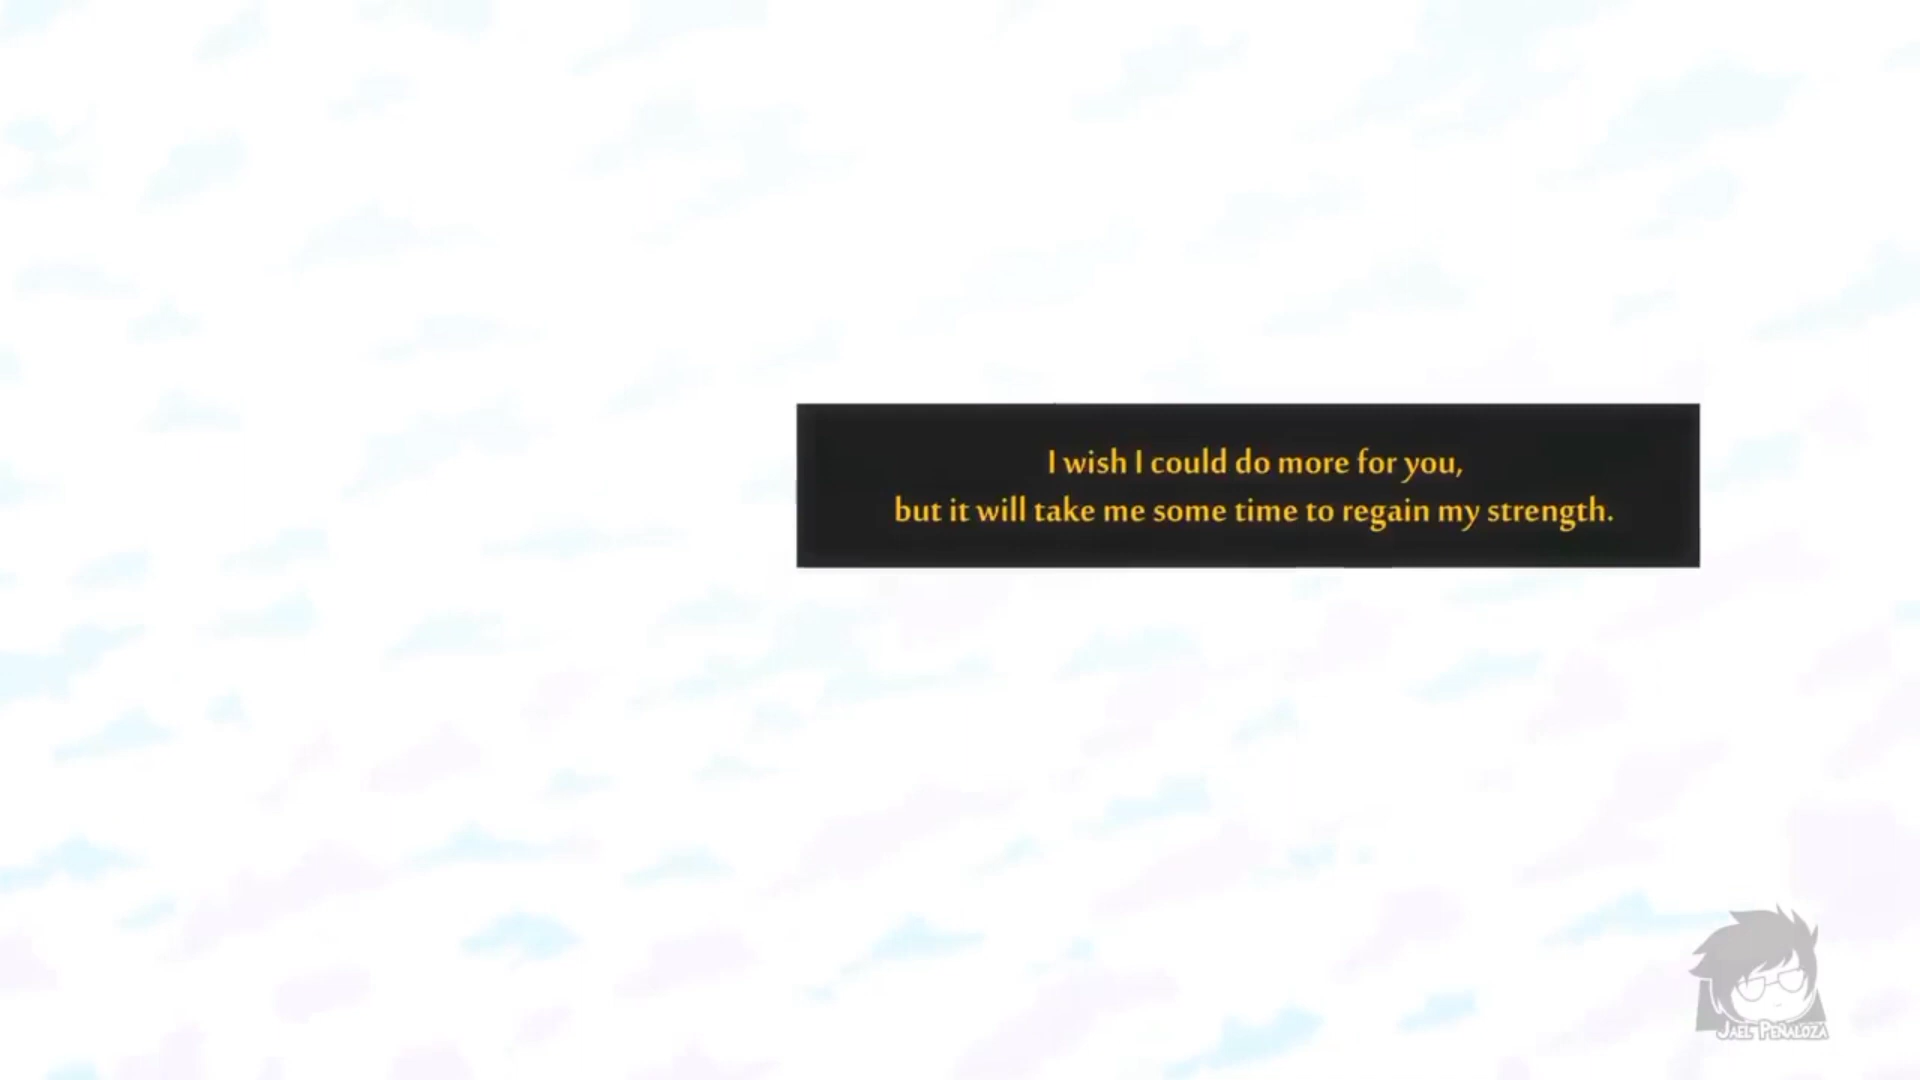 I wish I could do more for you,
but it will take me some time to regain my strength.
JAEL PEÑALOZA